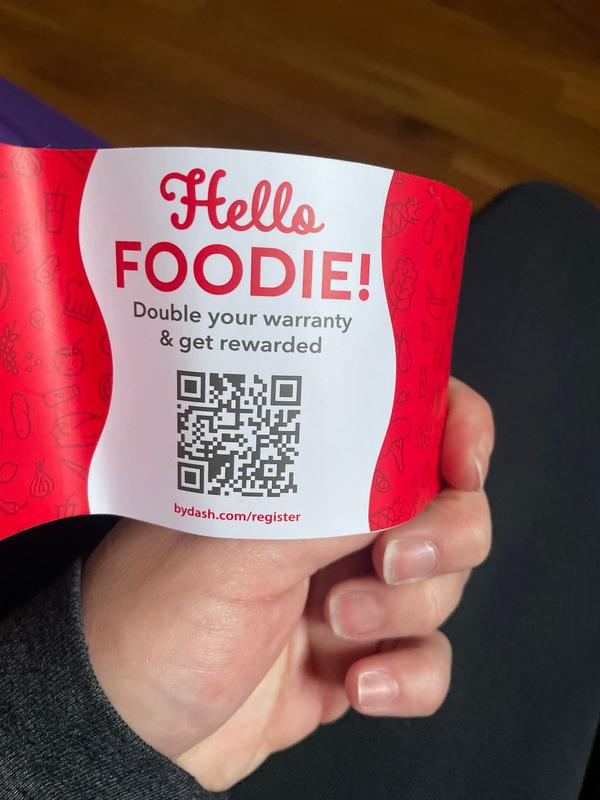 Hello
FOODIE!
Double your warranty
& get rewarded
bydash.com/register